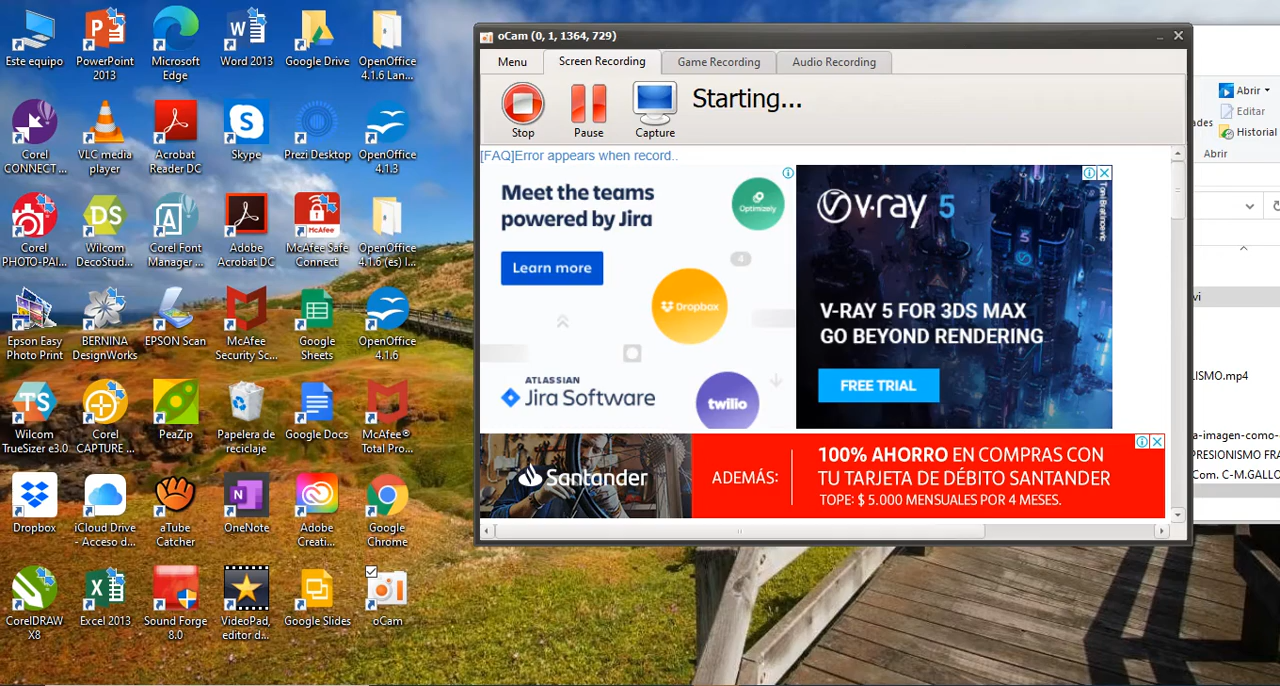 Este equipo
PowerPoint
2013
Microsoft
Edge
Word 2013
Google Drive
OpenOffice
4.1.6 Lan...
Corel
CONNECT ...
VLC media
player
Acrobat
Reader DC
Skype
Prezi Desktop
OpenOffice
4.1.3
Corel
PHOTO-PAI...
Wilcom
DecoStud...
Corel Font
Manager ...
Adobe
Acrobat DC
McAfee Safe
Connect
OpenOffice
4.1.6 (es) I...
Epson Easy
Photo Print
BERNINA
DesignWorks
EPSON Scan
McAfee
Security Sc...
Google
Sheets
OpenOffice
4.1.6
Wilcom
TrueSizer e3.0
Corel
CAPTURE ...
PeaZip
Papelera de
reciclaje
Google Docs
McAfee®
Total Pro...
Dropbox
iCloud Drive
- Acceso d...
aTube
Catcher
OneNote
Adobe
Creati...
Google
Chrome
CorelDRAW
X8
Excel 2013
Sound Forge
8.0
VideoPad,
editor d...
Google Slides
oCam
oCam (0, 1, 1364, 729)
Menu
Screen Recording
Game Recording
Audio Recording
Stop
Pause
Capture
Starting...
[FAQ]Error appears when record..
Meet the teams
powered by Jira
Learn more
Optimizely
4
Dropbox
twilio
ATLASSIAN
Jira Software
v·ray 5
V-RAY 5 FOR 3DS MAX
GO BEYOND RENDERING
FREE TRIAL
Santander
ADEMÁS:
100% AHORRO EN COMPRAS CON
TU TARJETA DE DÉBITO SANTANDER
TOPE: $ 5.000 MENSUALES POR 4 MESES.
Abrir
Editar
Historial
ades
Abrir
vi
LISMO.mp4
a-imagen-como-
PRESIONISMO FRA
Com. C-M.GALLO